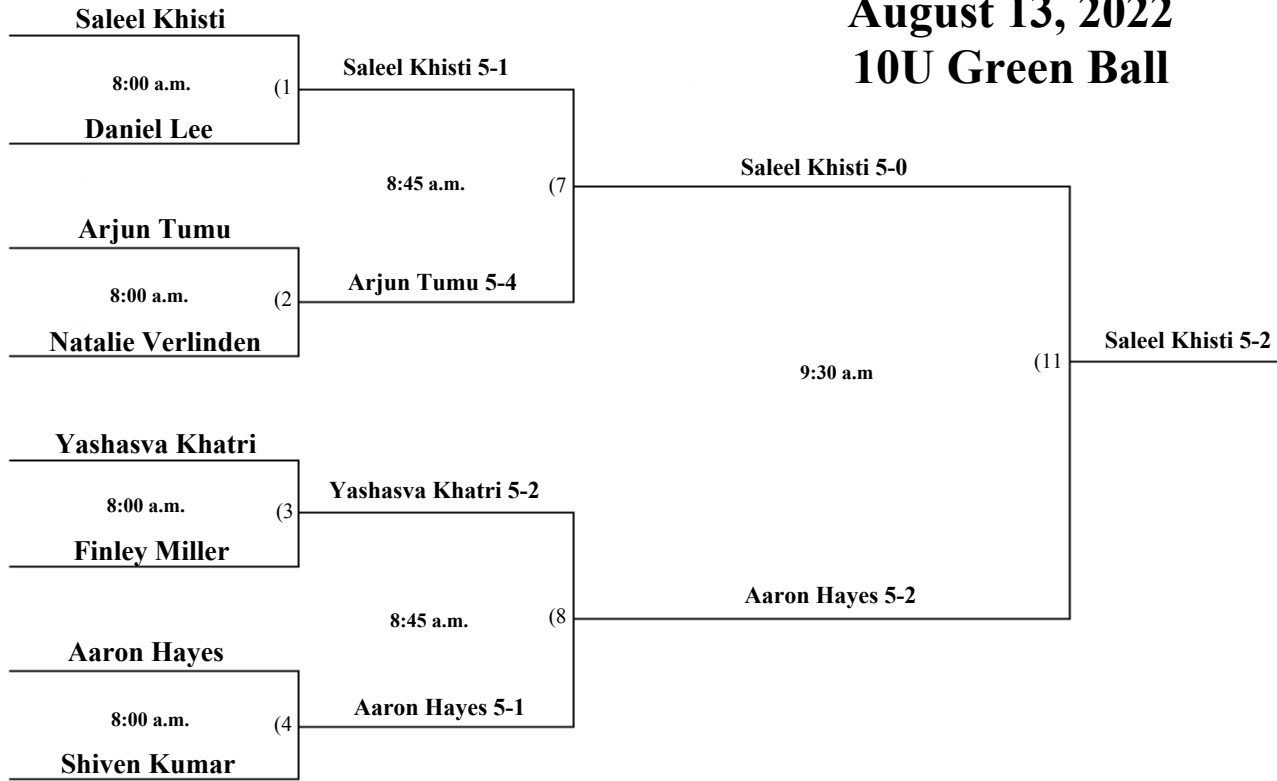 August 13, 2022
10U Green Ball
Saleel Khisti
8:00 a.m.
(1
Daniel Lee
Saleel Khisti 5-1
8:45 a.m.
(7
Arjun Tumu
8:00 a.m.
(2
Natalie Verlinden
Arjun Tumu 5-4
Saleel Khisti 5-0
9:30 a.m
(11
Saleel Khisti 5-2
Yashasva Khatri
8:00 a.m.
(3
Finley Miller
Yashasva Khatri 5-2
8:45 a.m.
(8
Aaron Hayes 5-2
Aaron Hayes
8:00 a.m.
(4
Shiven Kumar
Aaron Hayes 5-1